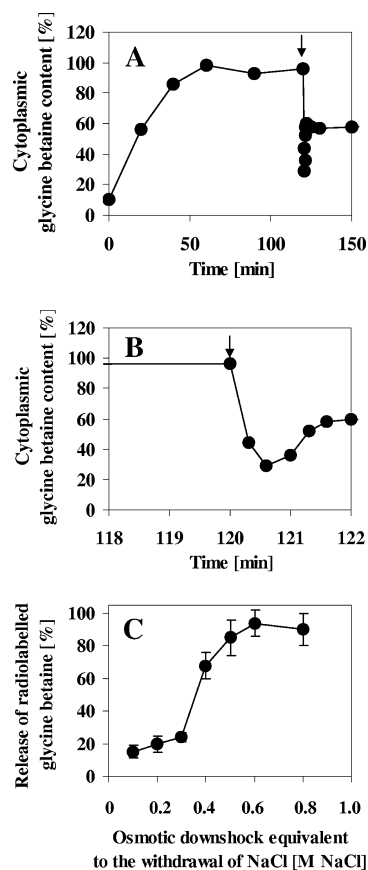 A
Cytoplasmic
glycine betaine content [%]
120
100
80
60
40
20
0
0 50 100 150
Time [min]
B
Cytoplasmic
glycine betaine content [%]
120
100
80
60
40
20
0
118 119 120 121 122
Time [min]
C
Release of radiolabelled
glycine betaine [%]
100
80
60
40
20
0
0 0.2 0.4 0.6 0.8 1.0
Osmotic downshock equivalent
to the withdrawal of NaCl [M NaCl]